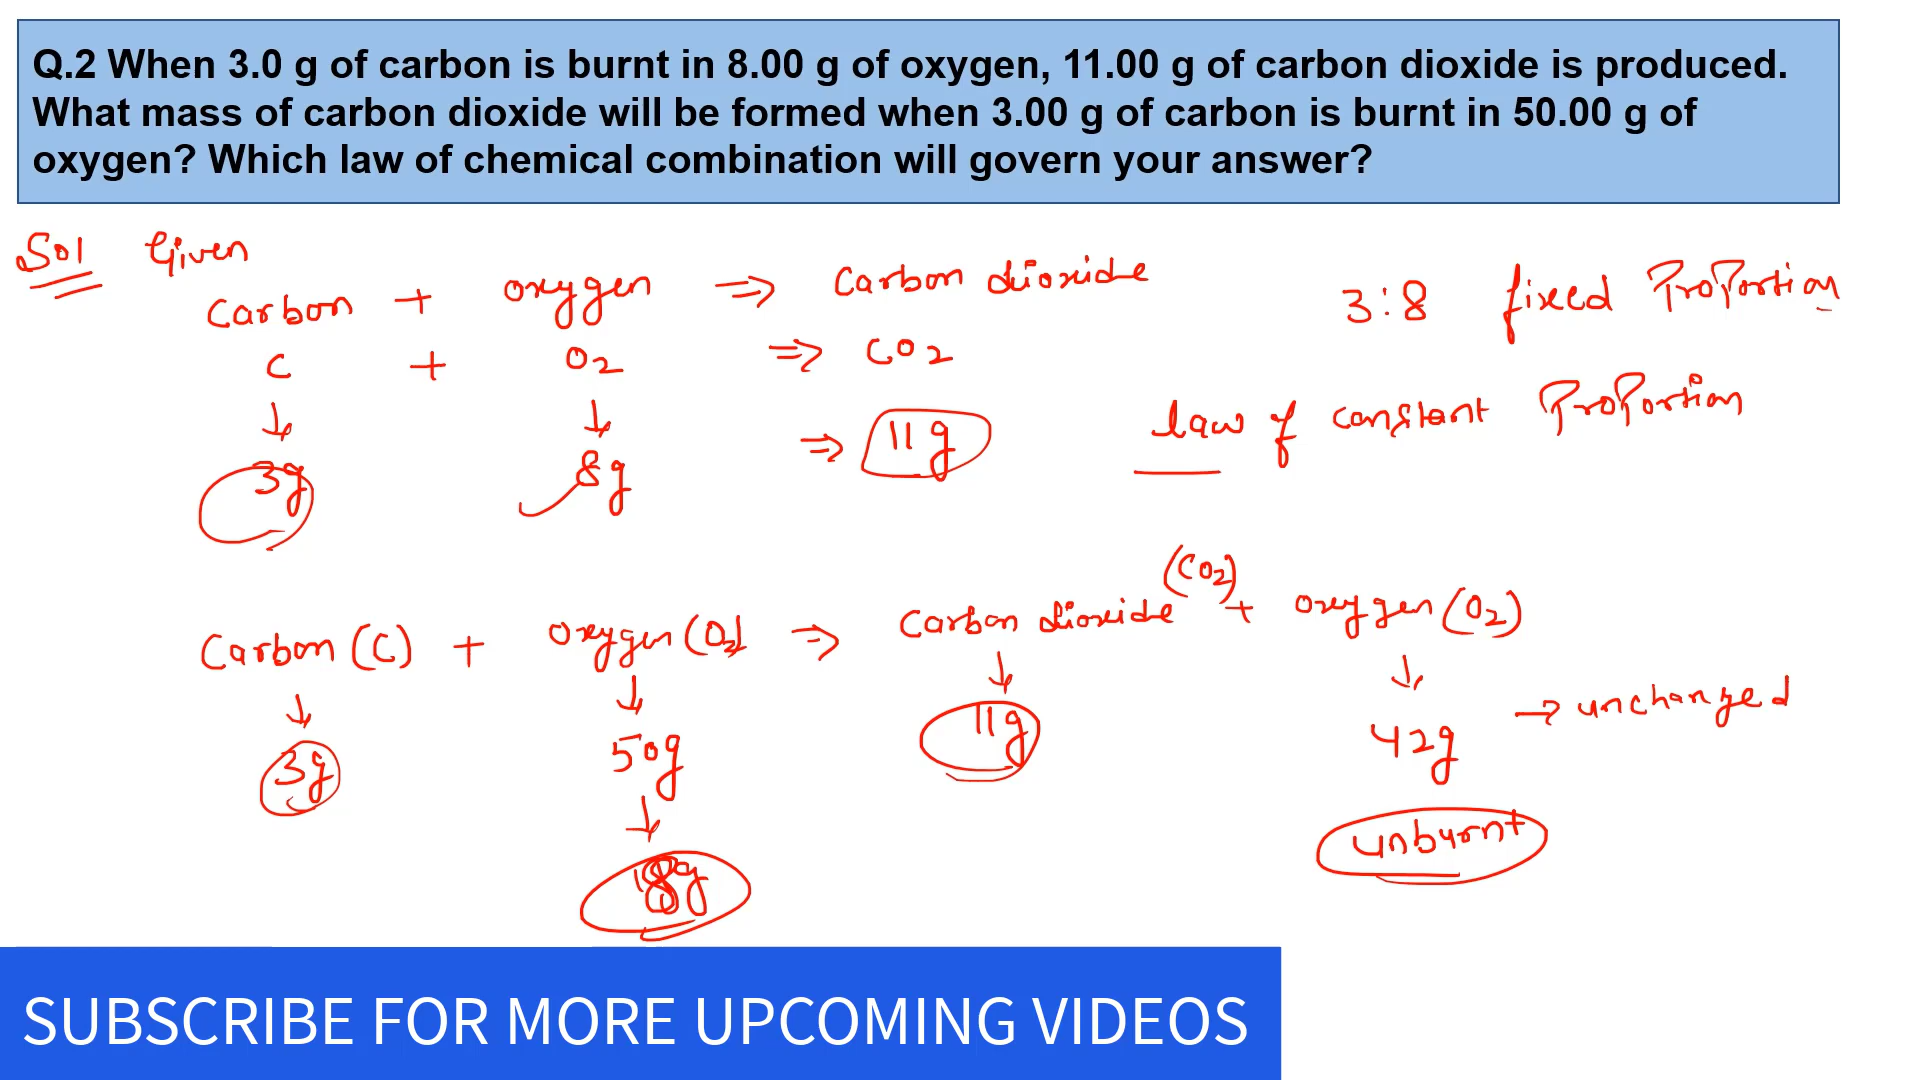 Q.2 When 3.0 g of carbon is burnt in 8.00 g of oxygen, 11.00 g of carbon dioxide is produced.
What mass of carbon dioxide will be formed when 3.00 g of carbon is burnt in 50.00 g of
oxygen? Which law of chemical combination will govern your answer?
Sol Given
Carbon + oxygen ⇒ Carbon dioxide
3:8 fixed Proportion
C + O2 ⇒ CO2
↓ ↓
law of constant Proportion
3g 8g ⇒ 11g
Carbon (C) + oxygen (O2) ⇒ Carbon dioxide (CO2) + oxygen (O2)
↓ ↓ ↓ ↓
3g 50g 11g 42g → unchanged
↓
8g unburnt
SUBSCRIBE FOR MORE UPCOMING VIDEOS